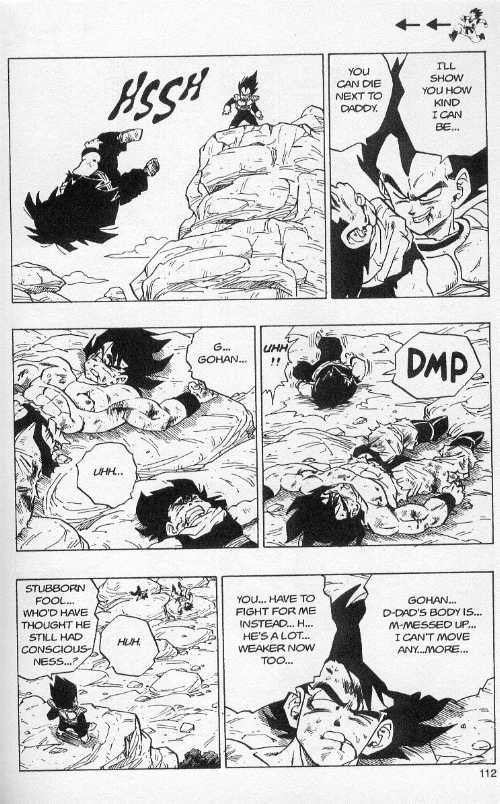 I'LL
SHOW
YOU HOW
KIND
I CAN
BE...
YOU
CAN DIE
NEXT TO
DADDY.
HSSH
DMP
UHH
!!
G...
GOHAN...
UHH...
GOHAN...
D-DAD'S BODY IS...
M-MESSED UP...
I CAN'T MOVE
ANY...MORE...
YOU... HAVE TO
FIGHT FOR ME
INSTEAD... H...
HE'S A LOT...
WEAKER NOW
TOO...
HUH.
STUBBORN
FOOL...
WHO'D HAVE
THOUGHT HE
STILL HAD
CONSCIOUS-
NESS...?
112